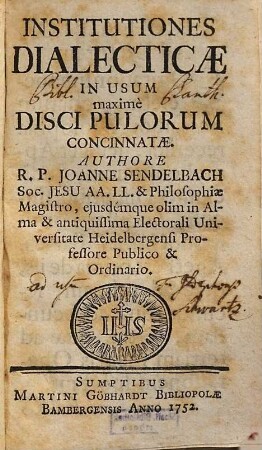 INSTITUTIONES
DIALECTICÆ
IN USUM
maximè
DISCIPULORUM
CONCINNATÆ.
AUTHORE
R. P. JOANNE SENDELBACH
Soc. JESU AA. LL. & Philosophiæ
Magistro, ejusdémque olim in Al-
ma & antiquissima Electorali Uni-
versitate Heidelbergensi Pro-
fessore Publico &
Ordinario.
IHS
SUMPTIBUS
MARTINI GÖBHARDT BIBLIOPOLÆ
BAMBERGENSIS ANNO 1752.